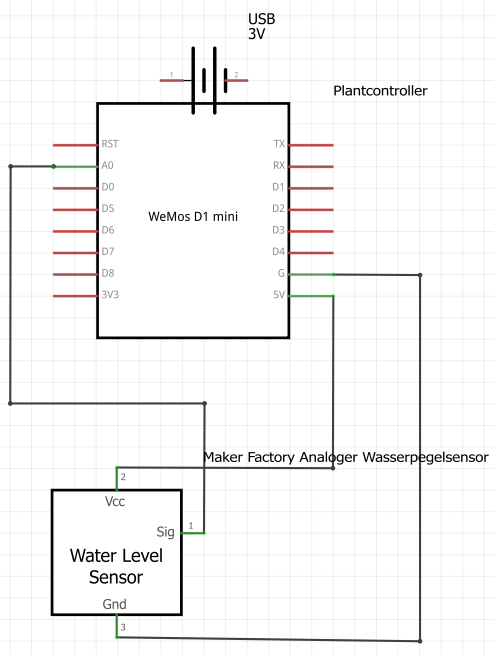 USB
3V
1
2
Plantcontroller
RST
TX
A0
RX
D0
D1
D5
D2
WeMos D1 mini
D6
D3
D7
D4
D8
G
3V3
5V
Maker Factory Analoger Wasserpegelsensor
2
Vcc
1
Sig
Water Level
Sensor
Gnd
3